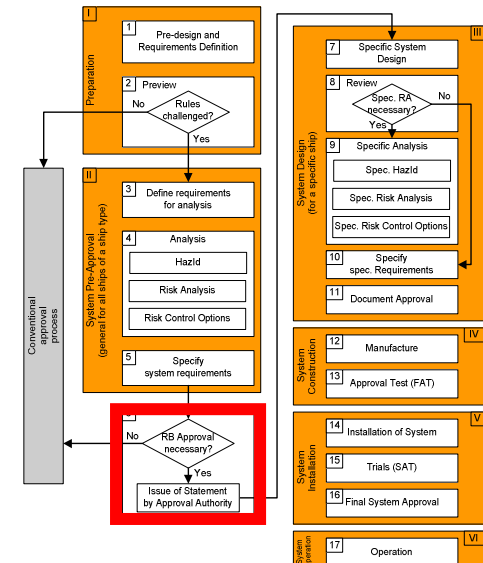 I
Preparation
1
Pre-design and
Requirements Definition
2
Preview
No
Rules
challenged?
Yes
II
System Pre-Approval
(general for all ships of a ship type)
3
Define requirements
for analysis
4
Analysis
HazId
Risk Analysis
Risk Control Options
5
Specify
system requirements
No
RB Approval
necessary?
Yes
Issue of Statement
by Approval Authority
Conventional
approval
process
III
System Design
(for a specific ship)
7
Specific System
Design
8
Review
Spec. RA
necessary?
No
Yes
9
Specific Analysis
Spec. HazId
Spec. Risk Analysis
Spec. Risk Control Options
10
Specify
spec. Requirements
11
Document Approval
IV
System
Construction
12
Manufacture
13
Approval Test (FAT)
V
System
Installation
14
Installation of System
15
Trials (SAT)
16
Final System Approval
VI
System
17
Operation